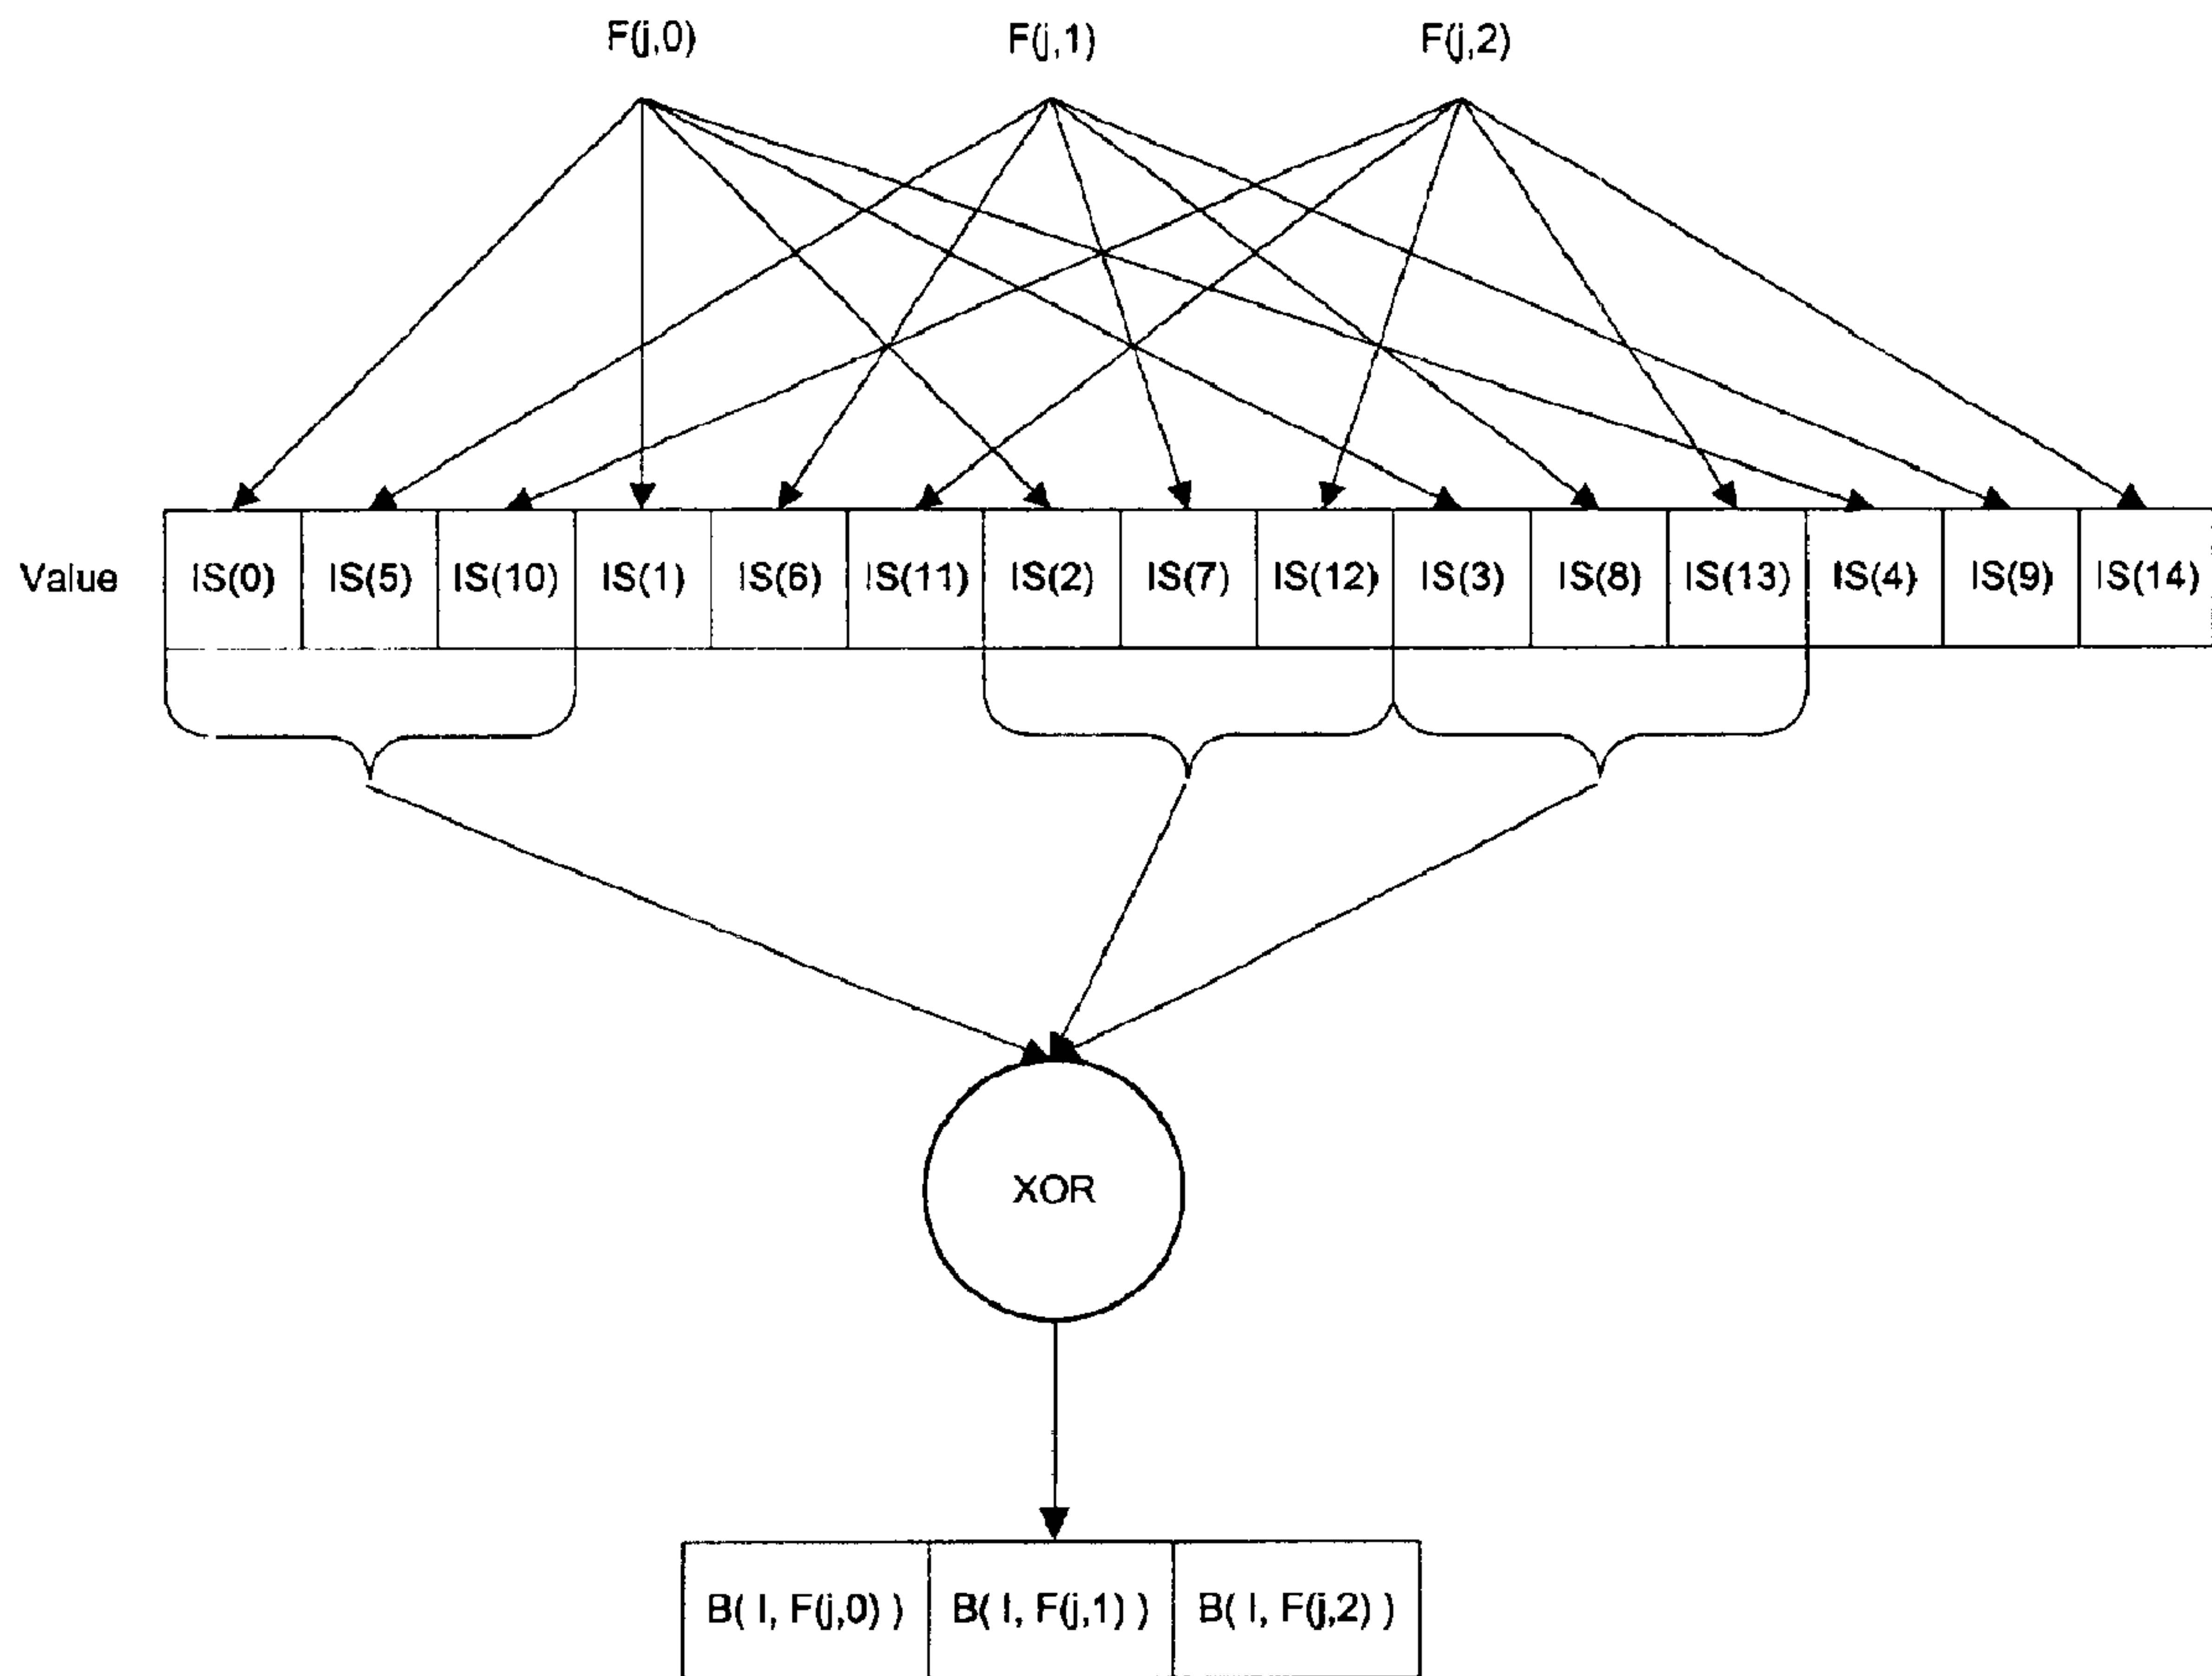 F(j,0) F(j,1) F(j,2)
Value IS(0) IS(5) IS(10) IS(1) IS(6) IS(11) IS(2) IS(7) IS(12) IS(3) IS(8) IS(13) IS(4) IS(9) IS(14)
XOR
B( I, F(j,0) ) B( I, F(j,1) ) B( I, F(j,2) )